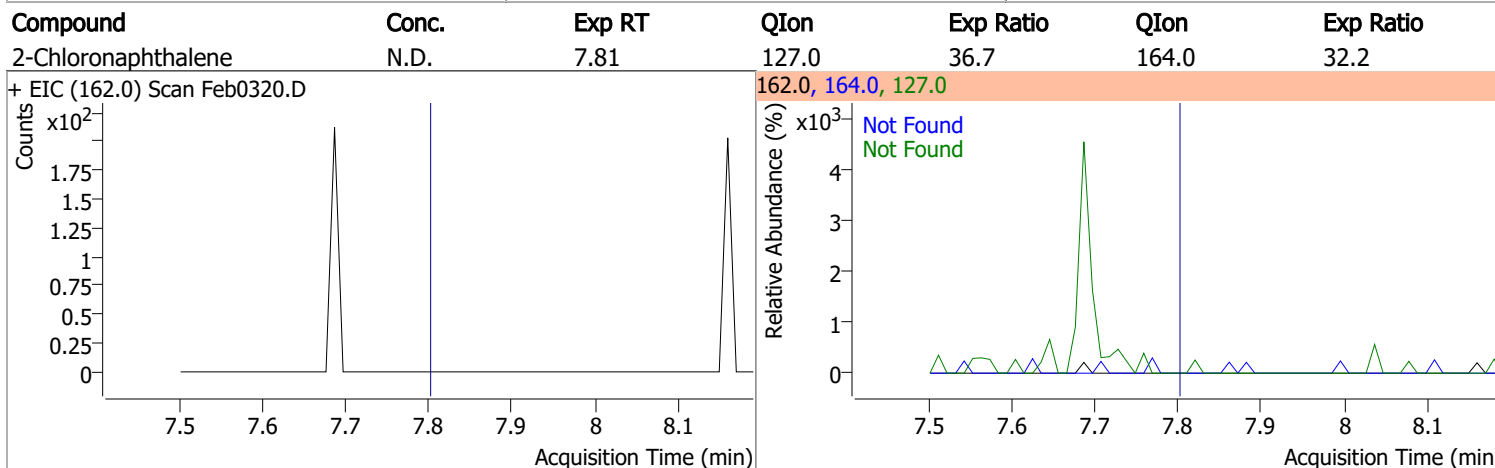 Compound Conc. Exp RT QIon Exp Ratio QIon Exp Ratio
2-Chloronaphthalene N.D. 7.81 127.0 36.7 164.0 32.2
+ EIC (162.0) Scan Feb0320.D
Counts
x10²
1.75
1.5
1.25
1
0.75
0.5
0.25
0
7.5 7.6 7.7 7.8 7.9 8 8.1
Acquisition Time (min)
162.0, 164.0, 127.0
Relative Abundance (%)
x10³
Not Found
Not Found
4
3
2
1
0
7.5 7.6 7.7 7.8 7.9 8 8.1
Acquisition Time (min